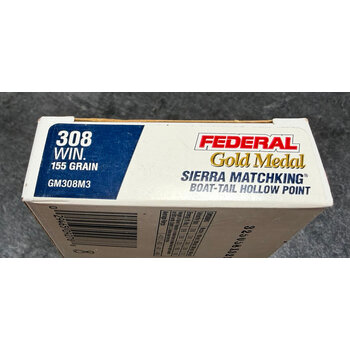 308
WIN.
155 GRAIN
GM308M3
FEDERAL
Gold Medal
SIERRA MATCHKING®
BOAT-TAIL HOLLOW POINT